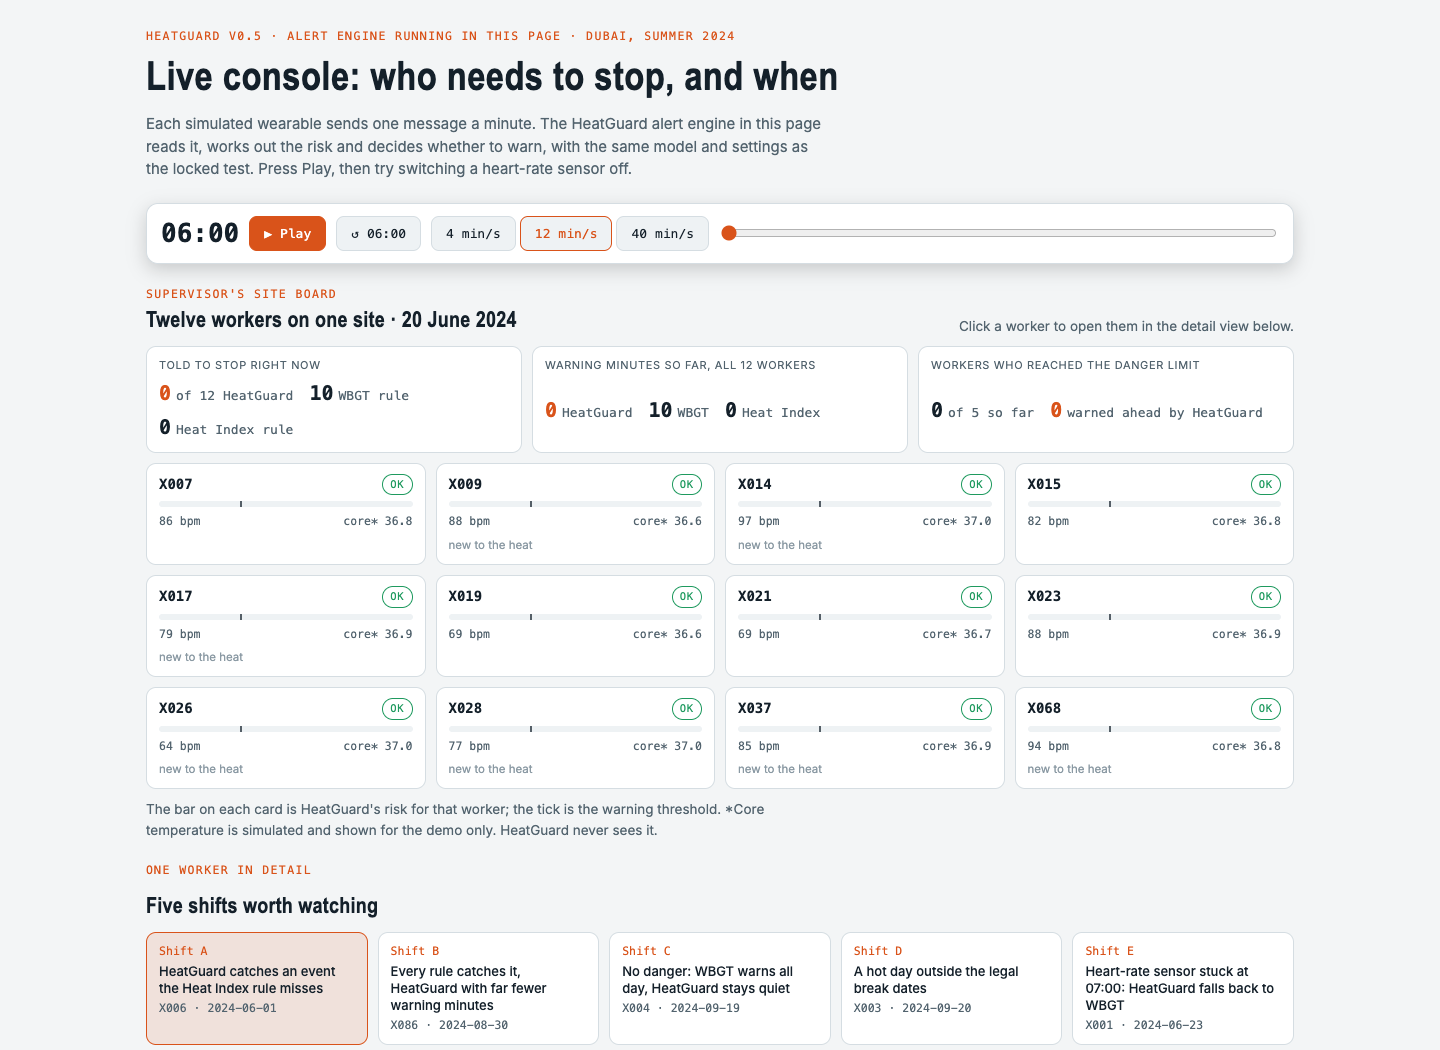 HEATGUARD V0.5 · ALERT ENGINE RUNNING IN THIS PAGE · DUBAI, SUMMER 2024
Live console: who needs to stop, and when
Each simulated wearable sends one message a minute. The HeatGuard alert engine in this page
reads it, works out the risk and decides whether to warn, with the same model and settings as
the locked test. Press Play, then try switching a heart-rate sensor off.
06:00 ▶ Play ↺ 06:00 4 min/s 12 min/s 40 min/s
SUPERVISOR'S SITE BOARD
Twelve workers on one site · 20 June 2024
Click a worker to open them in the detail view below.
TOLD TO STOP RIGHT NOW
0 of 12 HeatGuard 10 WBGT rule
0 Heat Index rule
WARNING MINUTES SO FAR, ALL 12 WORKERS
0 HeatGuard 10 WBGT 0 Heat Index
WORKERS WHO REACHED THE DANGER LIMIT
0 of 5 so far 0 warned ahead by HeatGuard
X007 OK
86 bpm core* 36.8
X009 OK
88 bpm core* 36.6
new to the heat
X014 OK
97 bpm core* 37.0
new to the heat
X015 OK
82 bpm core* 36.8
X017 OK
79 bpm core* 36.9
new to the heat
X019 OK
69 bpm core* 36.6
X021 OK
69 bpm core* 36.7
X023 OK
88 bpm core* 36.9
X026 OK
64 bpm core* 37.0
new to the heat
X028 OK
77 bpm core* 37.0
new to the heat
X037 OK
85 bpm core* 36.9
new to the heat
X068 OK
94 bpm core* 36.8
new to the heat
The bar on each card is HeatGuard's risk for that worker; the tick is the warning threshold. *Core
temperature is simulated and shown for the demo only. HeatGuard never sees it.
ONE WORKER IN DETAIL
Five shifts worth watching
Shift A
HeatGuard catches an event
the Heat Index rule misses
X006 · 2024-06-01
Shift B
Every rule catches it,
HeatGuard with far fewer
warning minutes
X086 · 2024-08-30
Shift C
No danger: WBGT warns all
day, HeatGuard stays quiet
X004 · 2024-09-19
Shift D
A hot day outside the legal
break dates
X003 · 2024-09-20
Shift E
Heart-rate sensor stuck at
07:00: HeatGuard falls back to
WBGT
X001 · 2024-06-23